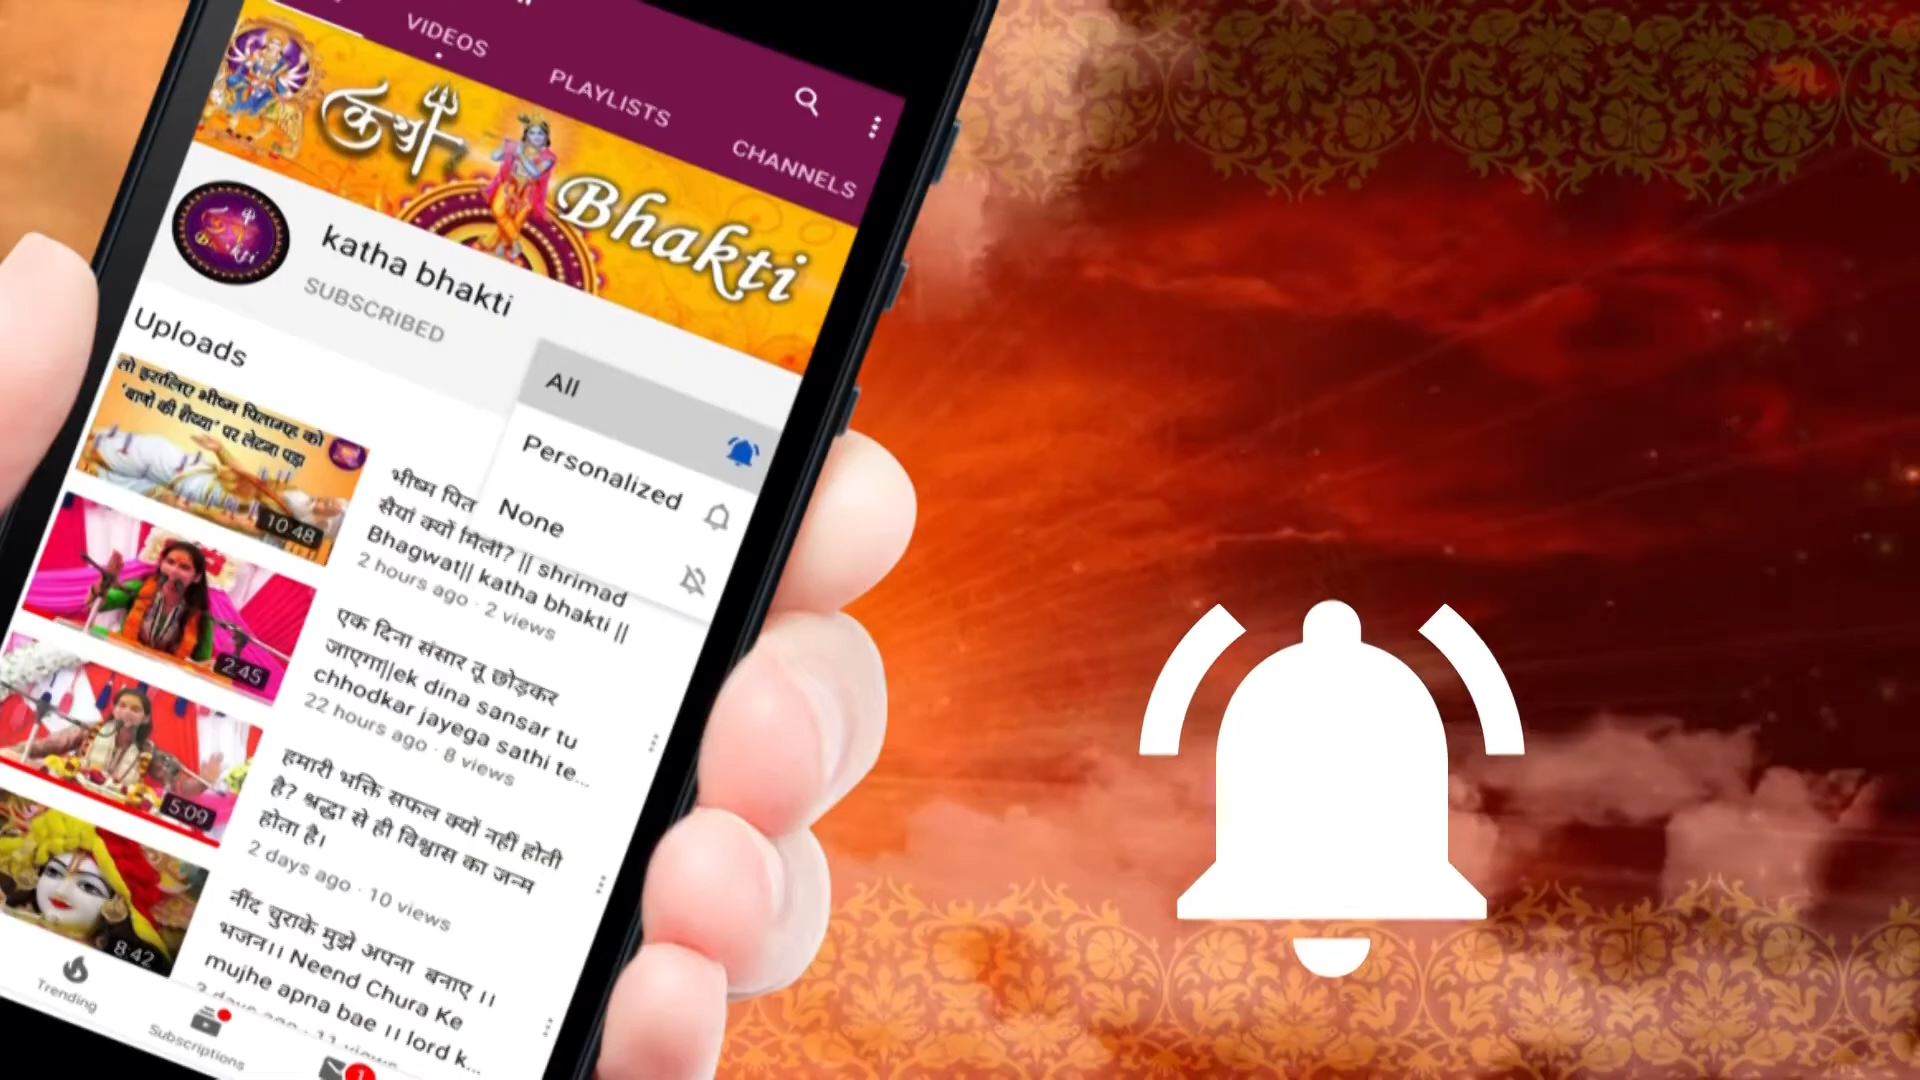 VIDEOS
PLAYLISTS
CHANNELS
कथा
Bhakti
katha bhakti
SUBSCRIBED
Uploads
All
Personalized
None
तो इसलिए भीष्म पितामह को
'बाणों की शैय्या' पर लेटना पड़ा
10:48
भीष्म पित
सैयां क्यों मिली? || shrimad
Bhagwat|| katha bhakti ||
2 hours ago · 2 views
2:45
एक दिना संसार तू छोड़कर
जाएगा||ek dina sansar tu
chhodkar jayega sathi te...
22 hours ago · 8 views
5:09
हमारी भक्ति सफल क्यों नहीं होती
है? श्रद्धा से ही विश्वास का जन्म
होता है।
2 days ago · 10 views
8:42
नींद चुराके मुझे अपना बनाए ।।
भजन।। Neend Chura Ke
mujhe apna bae ।। lord k...
Trending
Subscriptions
1